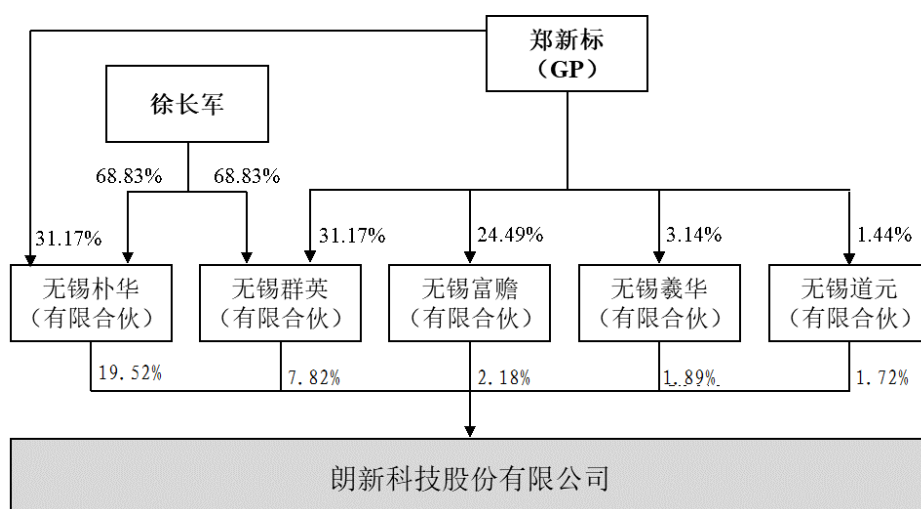 郑新标
（GP）
徐长军
68.83%
68.83%
31.17%
31.17%
24.49%
3.14%
1.44%
无锡朴华
（有限合伙）
无锡群英
（有限合伙）
无锡富赡
（有限合伙）
无锡羲华
（有限合伙）
无锡道元
（有限合伙）
19.52%
7.82%
2.18%
1.89%
1.72%
朗新科技股份有限公司